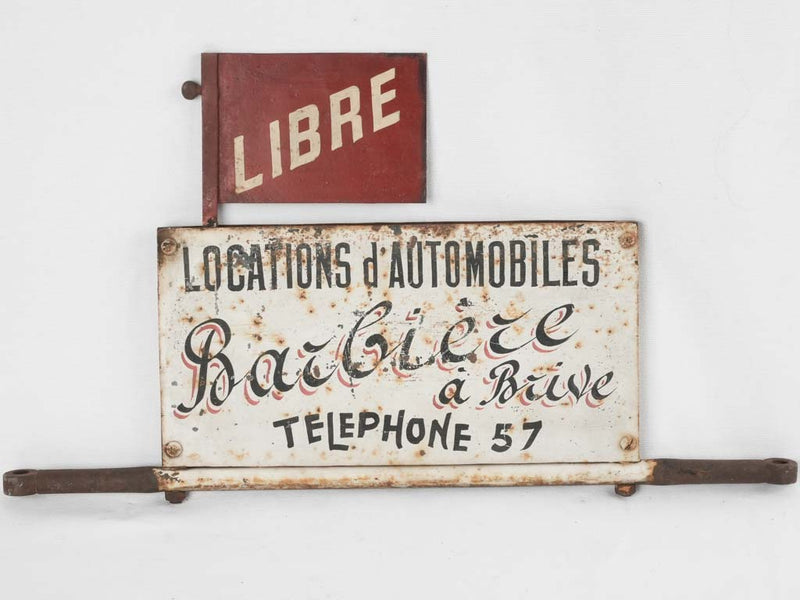 LIBRE
LOCATIONS d'AUTOMOBILES
Barbière
à Brive
TELEPHONE 57